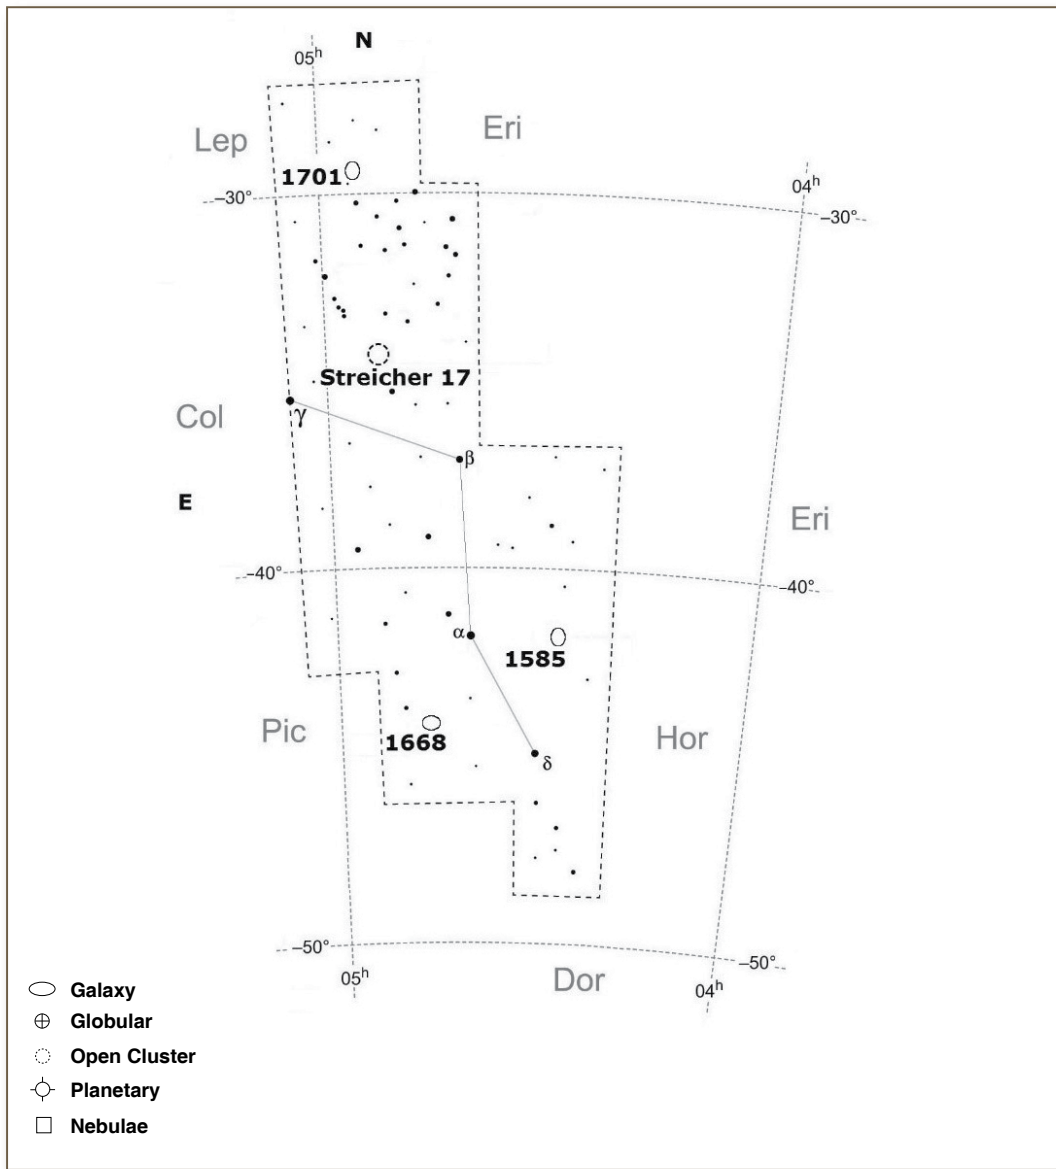 N
05h
Lep
Eri
1701
04h
–30°
–30°
Streicher 17
Col
γ
β
E
Eri
–40°
–40°
α
1585
Pic
1668
Hor
δ
–50°
–50°
05h
04h
Dor
Galaxy
Globular
Open Cluster
Planetary
Nebulae